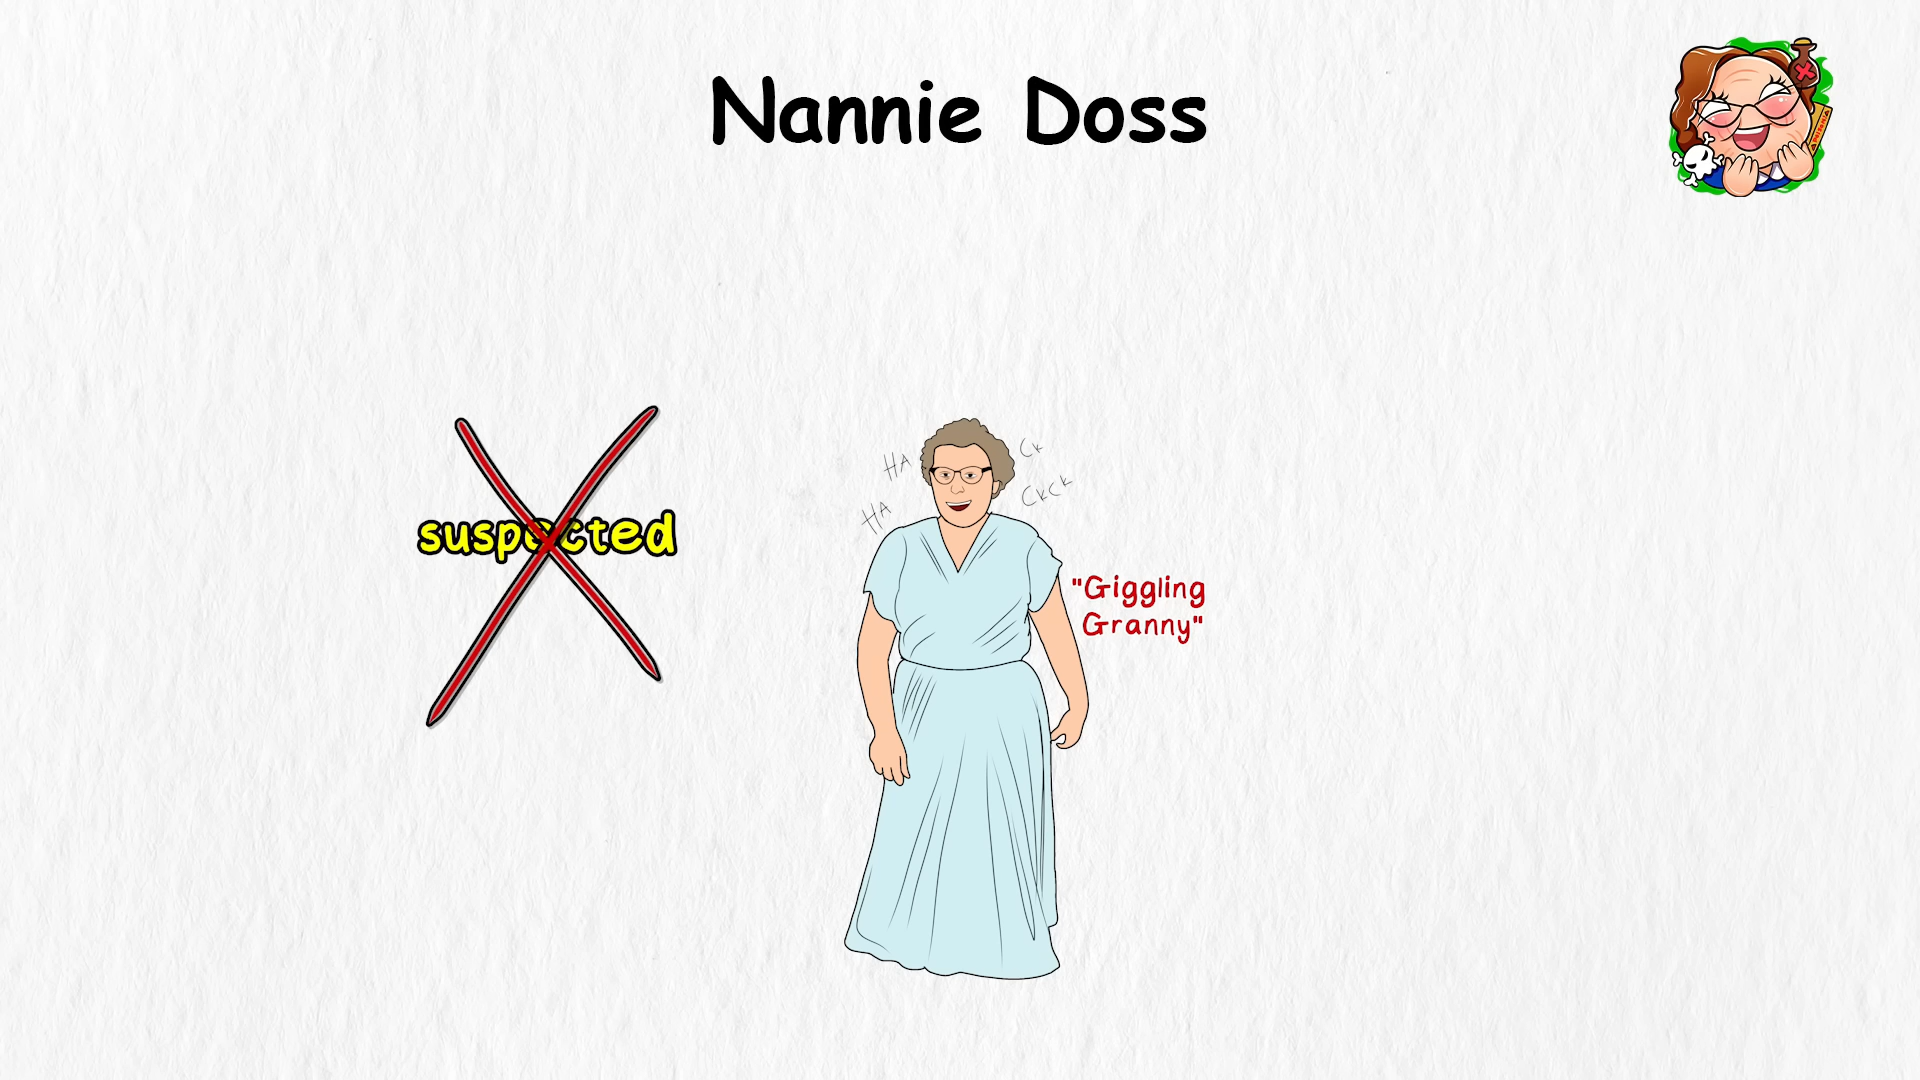 Nannie Doss
suspected
HA
HA
Ck
CkCk
"Giggling
Granny"